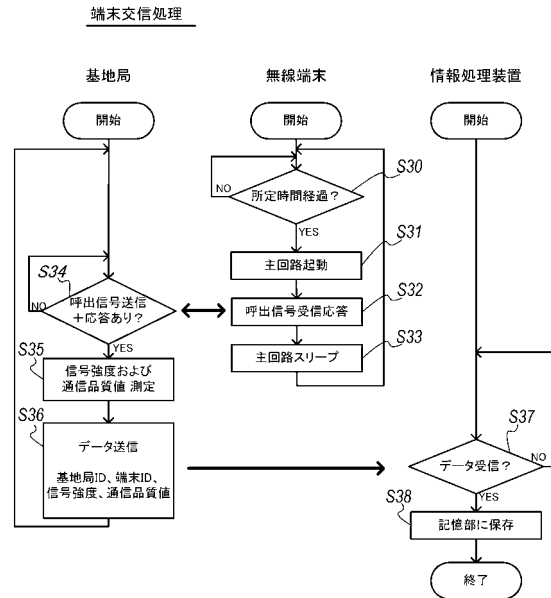 端末交信処理
基地局
無線端末
情報処理装置
開始
開始
開始
S30
所定時間経過？
NO
YES
S31
主回路起動
S34
呼出信号送信
＋応答あり？
NO
YES
S32
呼出信号受信応答
S33
主回路スリープ
S35
信号強度および
通信品質値 測定
S36
データ送信
基地局ID、端末ID、
信号強度、通信品質値
S37
データ受信？
NO
YES
S38
記憶部に保存
終了